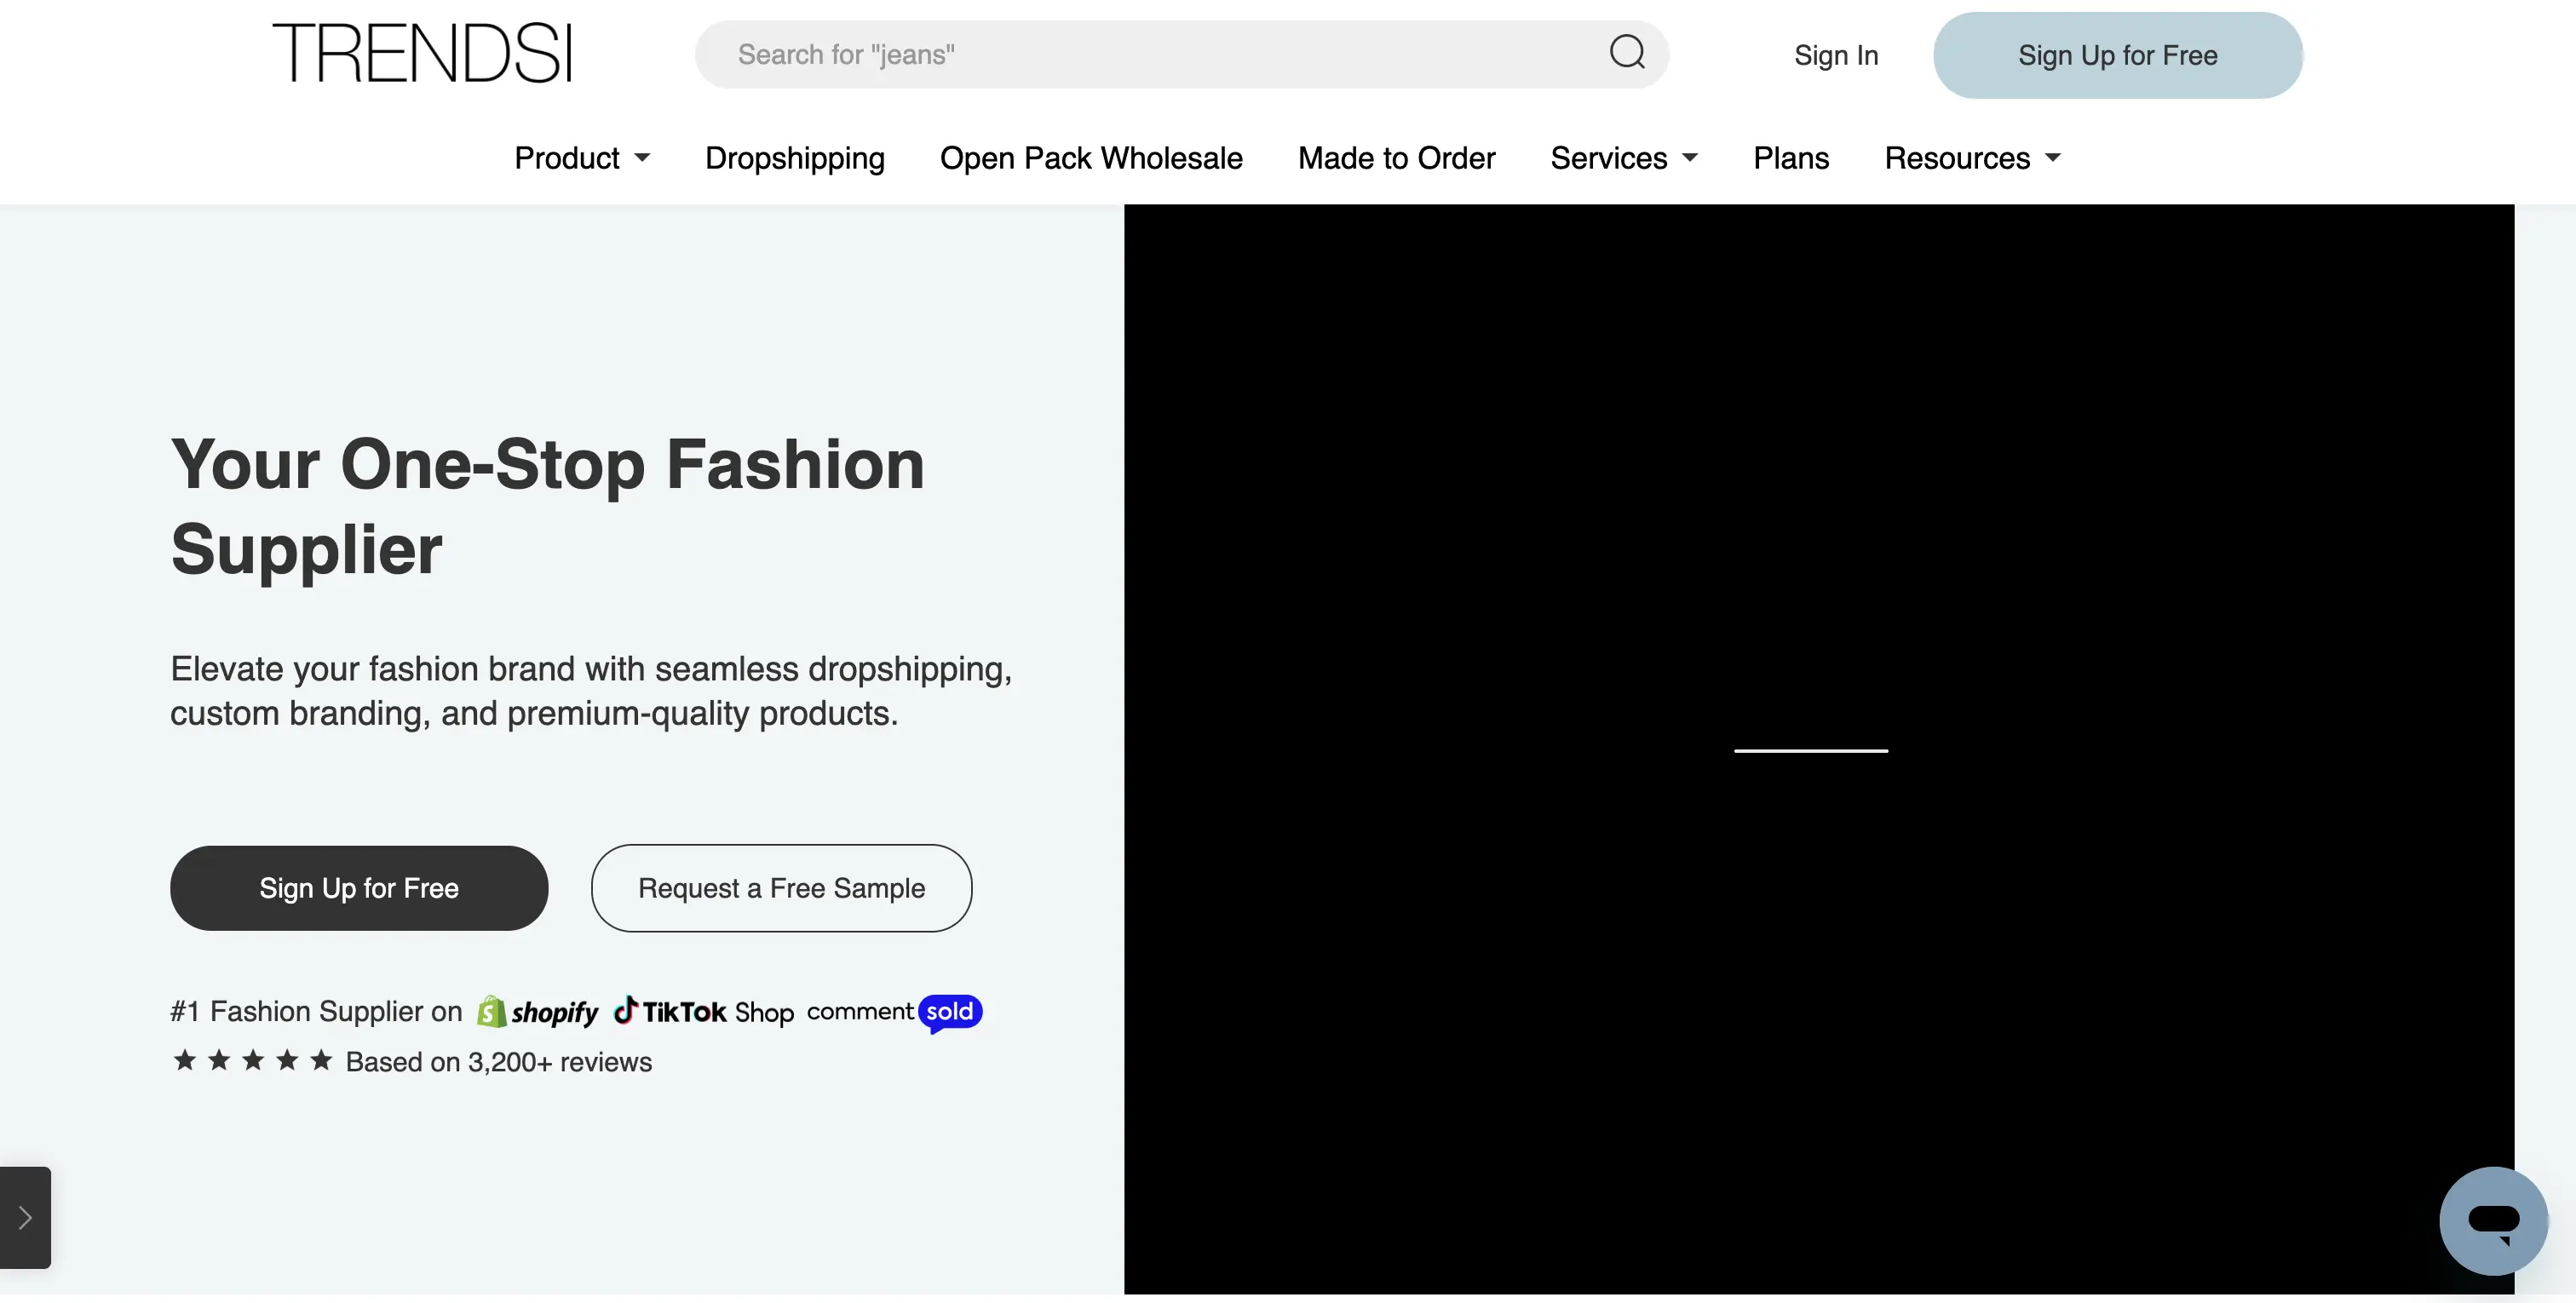 TRENDSI
Search for "jeans"
Sign In
Sign Up for Free
Product
Dropshipping
Open Pack Wholesale
Made to Order
Services
Plans
Resources
Your One-Stop Fashion
Supplier
Elevate your fashion brand with seamless dropshipping,
custom branding, and premium-quality products.
Sign Up for Free
Request a Free Sample
#1 Fashion Supplier on shopify TikTok Shop commentsold
Based on 3,200+ reviews